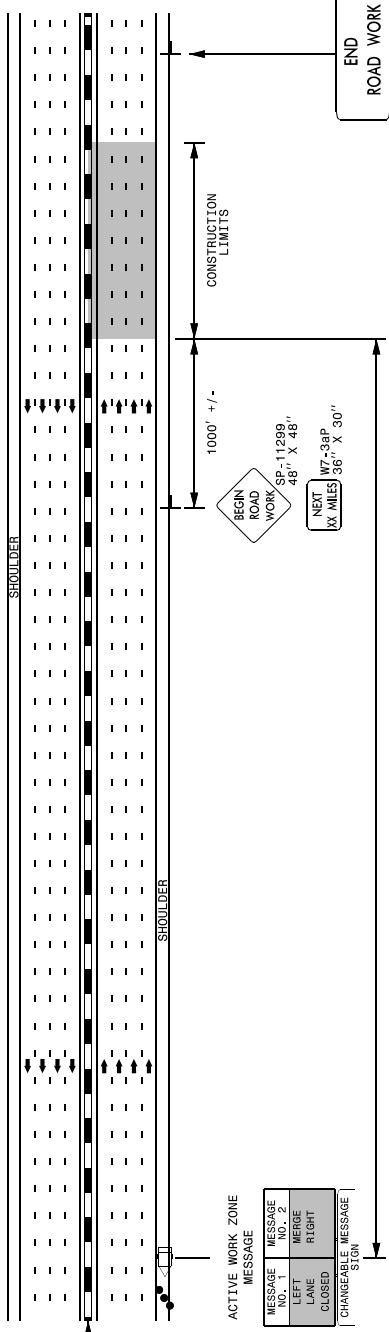 SHOULDER
SHOULDER
END
ROAD WORK
CONSTRUCTION
LIMITS
1000' +/-
BEGIN
ROAD
WORK
SP-11299
48'' X 48''
NEXT
XX MILES
W7-3aP
36'' X 30''
ACTIVE WORK ZONE
MESSAGE
MESSAGE NO. 1
MESSAGE NO. 2
LEFT
LANE
CLOSED
MERGE
RIGHT
CHANGEABLE MESSAGE
SIGN